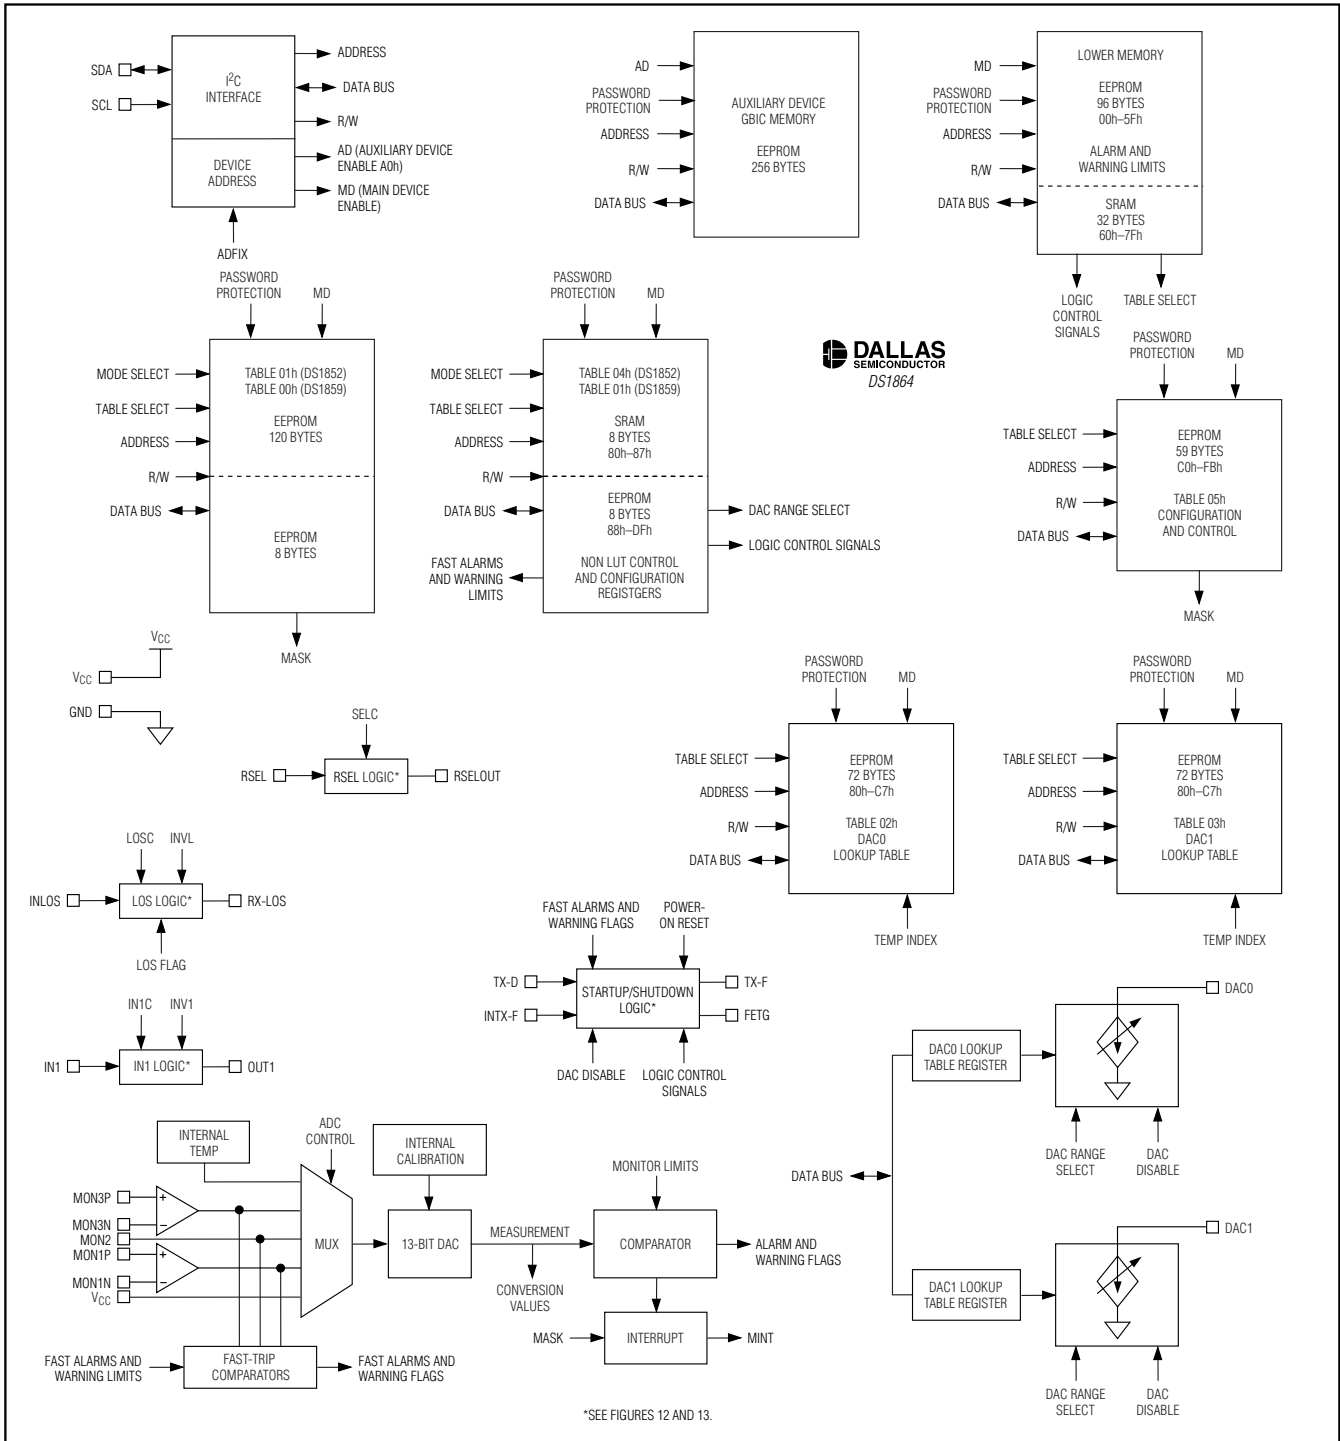 SDA
SCL
I²C
INTERFACE
DEVICE
ADDRESS
ADDRESS
DATA BUS
R/W
AD (AUXILIARY DEVICE
ENABLE A0h)
MD (MAIN DEVICE
ENABLE)
ADFIX
AD
PASSWORD
PROTECTION
ADDRESS
R/W
DATA BUS
AUXILIARY DEVICE
GBIC MEMORY
EEPROM
256 BYTES
MD
PASSWORD
PROTECTION
ADDRESS
R/W
DATA BUS
LOWER MEMORY
EEPROM
96 BYTES
00h–5Fh
ALARM AND
WARNING LIMITS
SRAM
32 BYTES
60h–7Fh
LOGIC
CONTROL
SIGNALS
TABLE SELECT
PASSWORD
PROTECTION
MD
MODE SELECT
TABLE SELECT
ADDRESS
R/W
DATA BUS
TABLE 01h (DS1852)
TABLE 00h (DS1859)
EEPROM
120 BYTES
EEPROM
8 BYTES
MASK
PASSWORD
PROTECTION
MD
MODE SELECT
TABLE SELECT
ADDRESS
R/W
DATA BUS
FAST ALARMS
AND WARNING
LIMITS
TABLE 04h (DS1852)
TABLE 01h (DS1859)
SRAM
8 BYTES
80h–87h
EEPROM
8 BYTES
88h–DFh
NON LUT CONTROL
AND CONFIGURATION
REGISTGERS
DAC RANGE SELECT
LOGIC CONTROL SIGNALS
DALLAS
SEMICONDUCTOR
DS1864
PASSWORD
PROTECTION
MD
TABLE SELECT
ADDRESS
R/W
DATA BUS
EEPROM
59 BYTES
C0h–FBh
TABLE 05h
CONFIGURATION
AND CONTROL
MASK
VCC
VCC
GND
SELC
RSEL
RSEL LOGIC*
RSELOUT
PASSWORD
PROTECTION
MD
TABLE SELECT
ADDRESS
R/W
DATA BUS
EEPROM
72 BYTES
80h–C7h
TABLE 02h
DAC0
LOOKUP TABLE
TEMP INDEX
PASSWORD
PROTECTION
MD
TABLE SELECT
ADDRESS
R/W
DATA BUS
EEPROM
72 BYTES
80h–C7h
TABLE 03h
DAC1
LOOKUP TABLE
TEMP INDEX
LOSC
INVL
INLOS
LOS LOGIC*
RX-LOS
LOS FLAG
FAST ALARMS AND
WARNING FLAGS
POWER-
ON RESET
TX-D
INTX-F
STARTUP/SHUTDOWN
LOGIC*
TX-F
FETG
DAC DISABLE
LOGIC CONTROL
SIGNALS
IN1C
INV1
IN1
IN1 LOGIC*
OUT1
DATA BUS
DAC0 LOOKUP
TABLE REGISTER
DAC0
DAC RANGE
SELECT
DAC
DISABLE
DAC1 LOOKUP
TABLE REGISTER
DAC1
DAC RANGE
SELECT
DAC
DISABLE
INTERNAL
TEMP
ADC
CONTROL
INTERNAL
CALIBRATION
MON3P
MON3N
MON2
MON1P
MON1N
VCC
+
−
+
−
MUX
13-BIT DAC
MEASUREMENT
CONVERSION
VALUES
MONITOR LIMITS
COMPARATOR
ALARM AND
WARNING FLAGS
MASK
INTERRUPT
MINT
FAST ALARMS AND
WARNING LIMITS
FAST-TRIP
COMPARATORS
FAST ALARMS AND
WARNING FLAGS
*SEE FIGURES 12 AND 13.